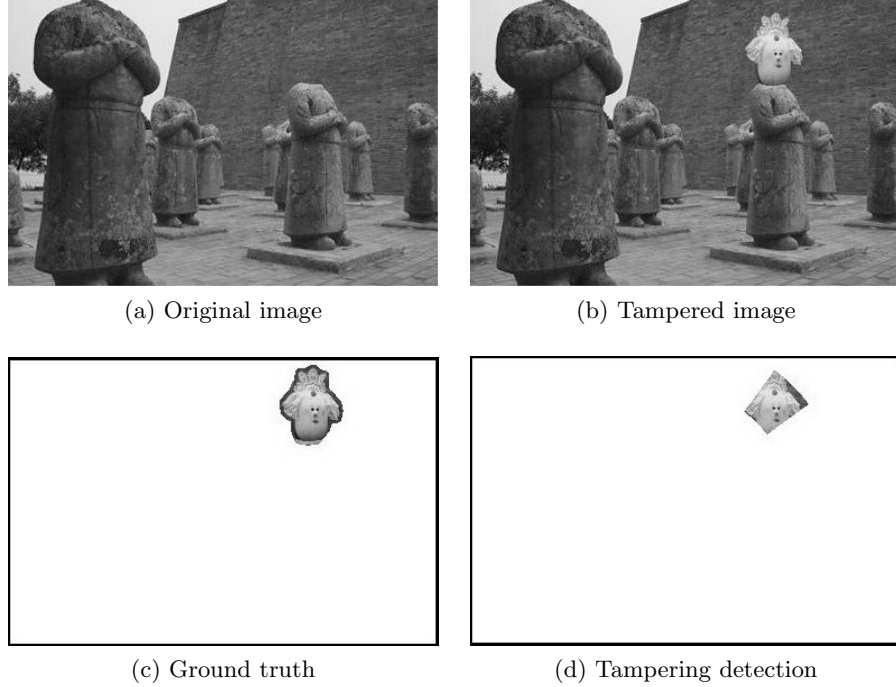 (a) Original image
(b) Tampered image
(c) Ground truth
(d) Tampering detection